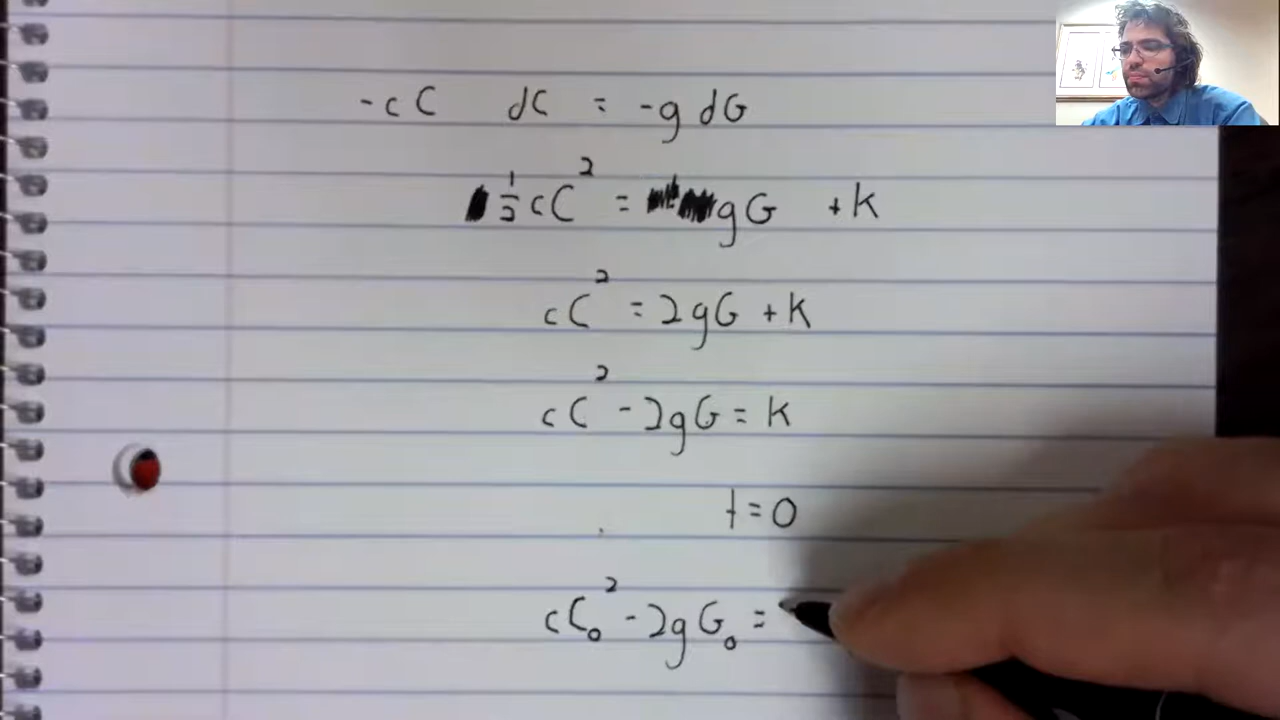 -cC dC = -g dG
½cC² = gG + K
cC² = 2gG + K
cC² - 2gG = K
t = 0
cC₀² - 2gG₀ =